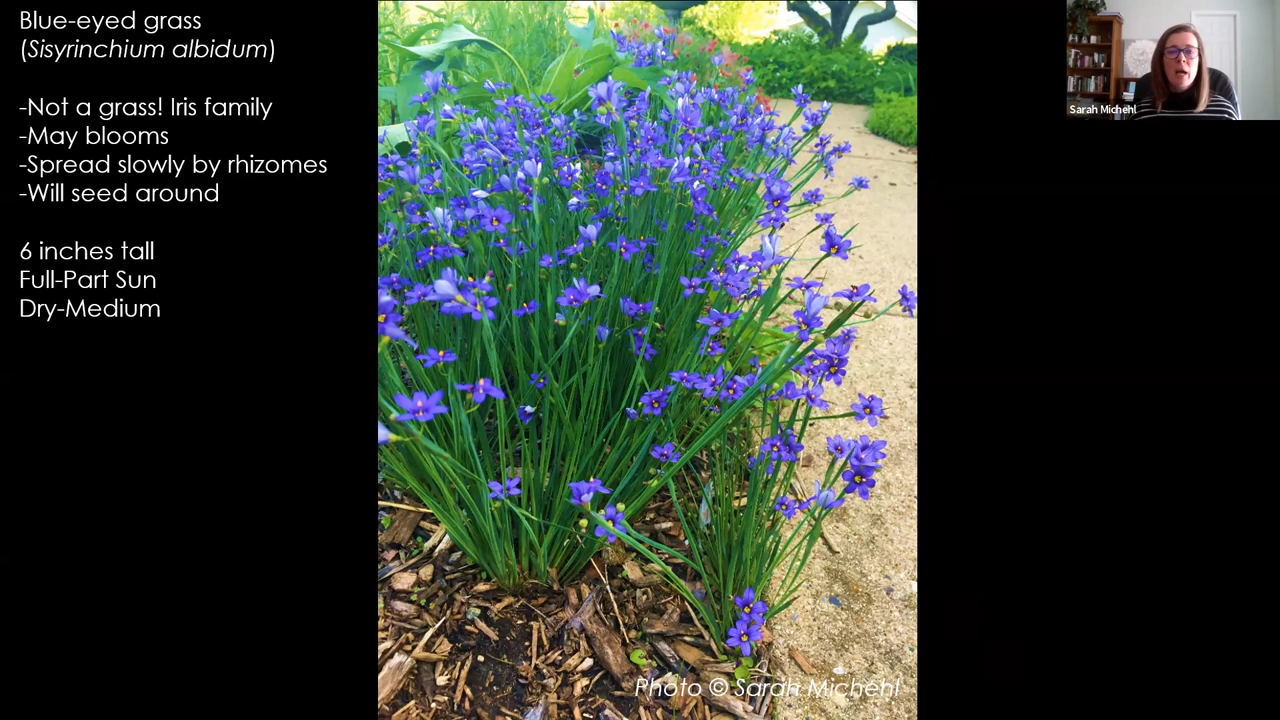 Blue-eyed grass
(Sisyrinchium albidum)
-Not a grass! Iris family
-May blooms
-Spread slowly by rhizomes
-Will seed around
6 inches tall
Full-Part Sun
Dry-Medium
Sarah Michehl
Photo © Sarah Michehl